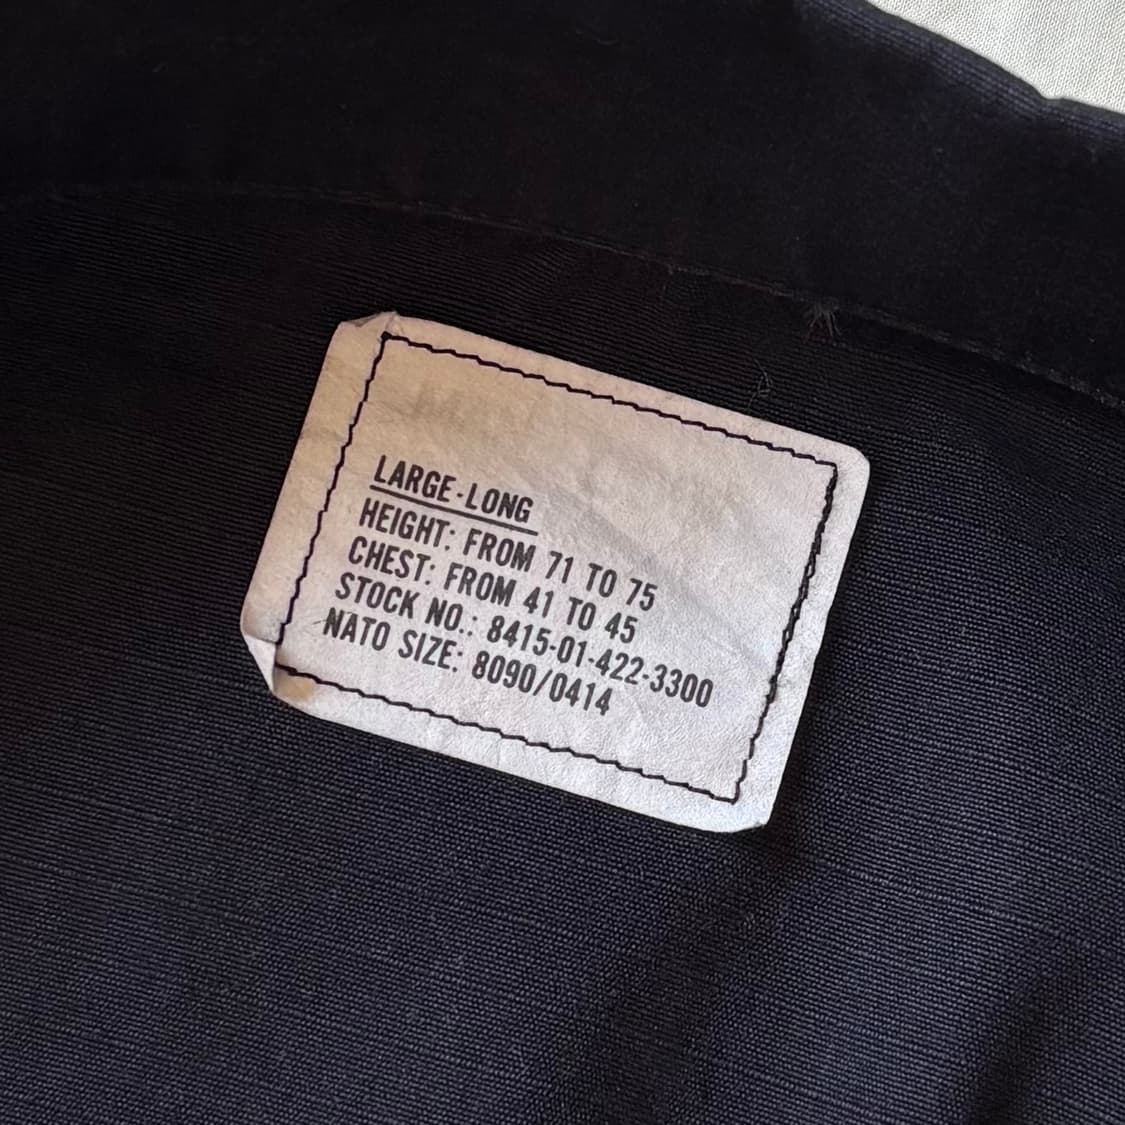 LARGE-LONG
HEIGHT: FROM 71 TO 75
CHEST: FROM 41 TO 45
STOCK NO.: 8415-01-422-3300
NATO SIZE: 8090/0414